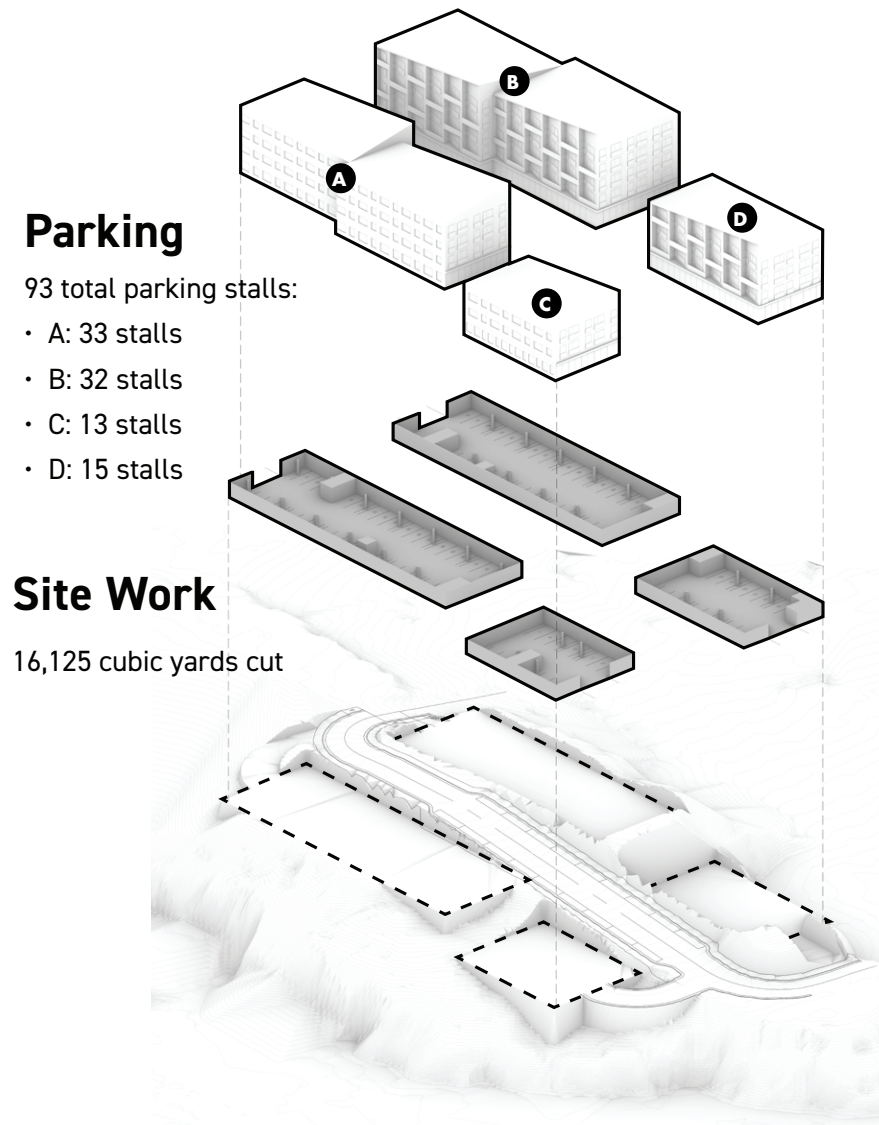 B
A
D
C
Parking
93 total parking stalls:
• A: 33 stalls
• B: 32 stalls
• C: 13 stalls
• D: 15 stalls
Site Work
16,125 cubic yards cut